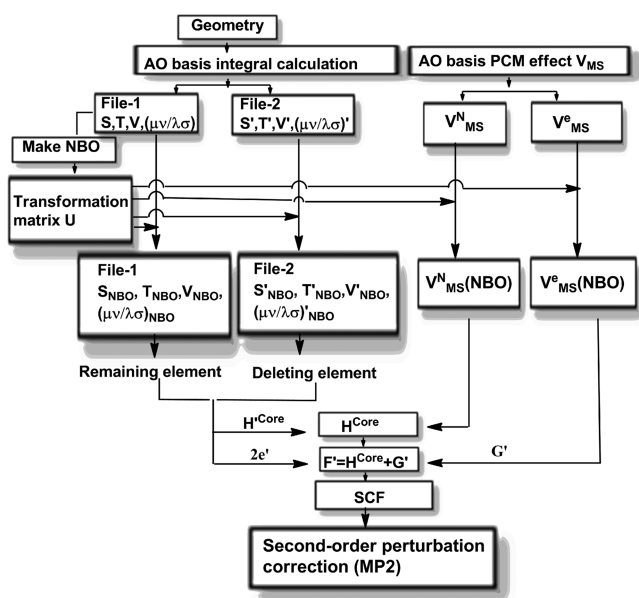 Geometry
AO basis integral calculation
AO basis PCM effect V_MS
File-1
S,T,V,(μν/λσ)
File-2
S',T',V',(μν/λσ)'
V^N_MS
V^e_MS
Make NBO
Transformation
matrix U
File-1
S_NBO, T_NBO,V_NBO,
(μν/λσ)_NBO
File-2
S'_NBO, T'_NBO,V'_NBO,
(μν/λσ)'_NBO
V^N_MS(NBO)
V^e_MS(NBO)
Remaining element
Deleting element
H'^Core
H^Core
2e'
F'=H^Core+G'
G'
SCF
Second-order perturbation
correction (MP2)